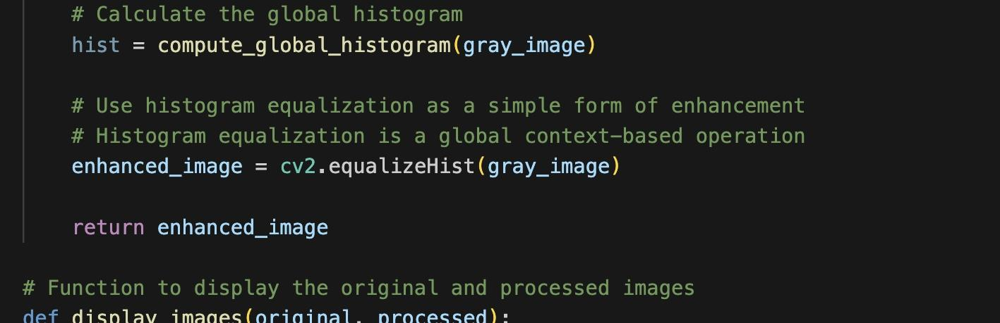 # Calculate the global histogram
hist = compute_global_histogram(gray_image)
# Use histogram equalization as a simple form of enhancement
# Histogram equalization is a global context-based operation
enhanced_image = cv2.equalizeHist(gray_image)
return enhanced_image
# Function to display the original and processed images
def display_images(original, processed):